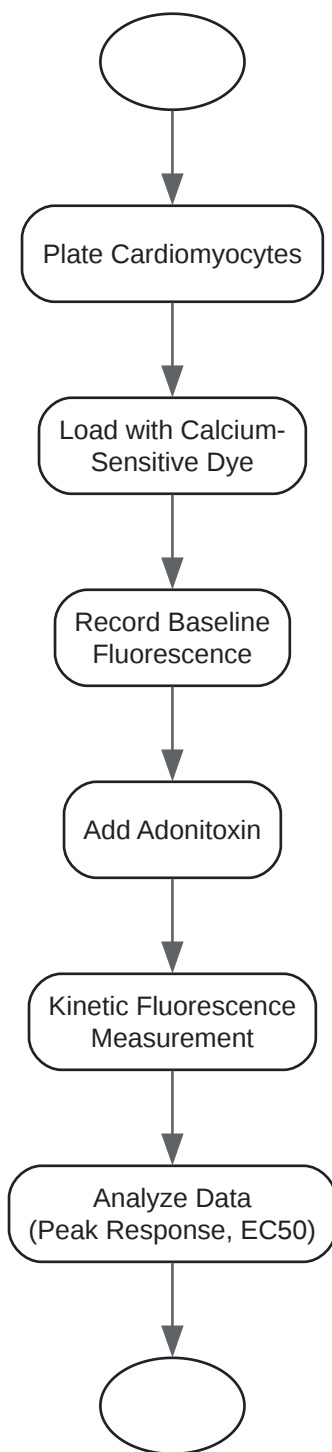 Plate Cardiomyocytes
Load with Calcium-
Sensitive Dye
Record Baseline
Fluorescence
Add Adonitoxin
Kinetic Fluorescence
Measurement
Analyze Data
(Peak Response, EC50)